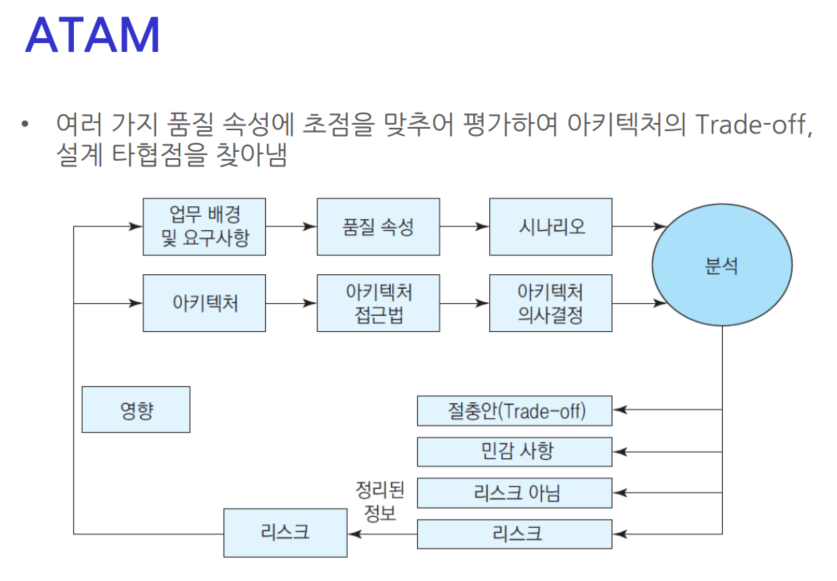 ATAM
• 여러 가지 품질 속성에 초점을 맞추어 평가하여 아키텍처의 Trade-off,
설계 타협점을 찾아냄
업무 배경
및 요구사항
품질 속성
시나리오
분석
아키텍처
아키텍처
접근법
아키텍처
의사결정
영향
절충안(Trade-off)
민감 사항
리스크 아님
정리된
정보
리스크
리스크